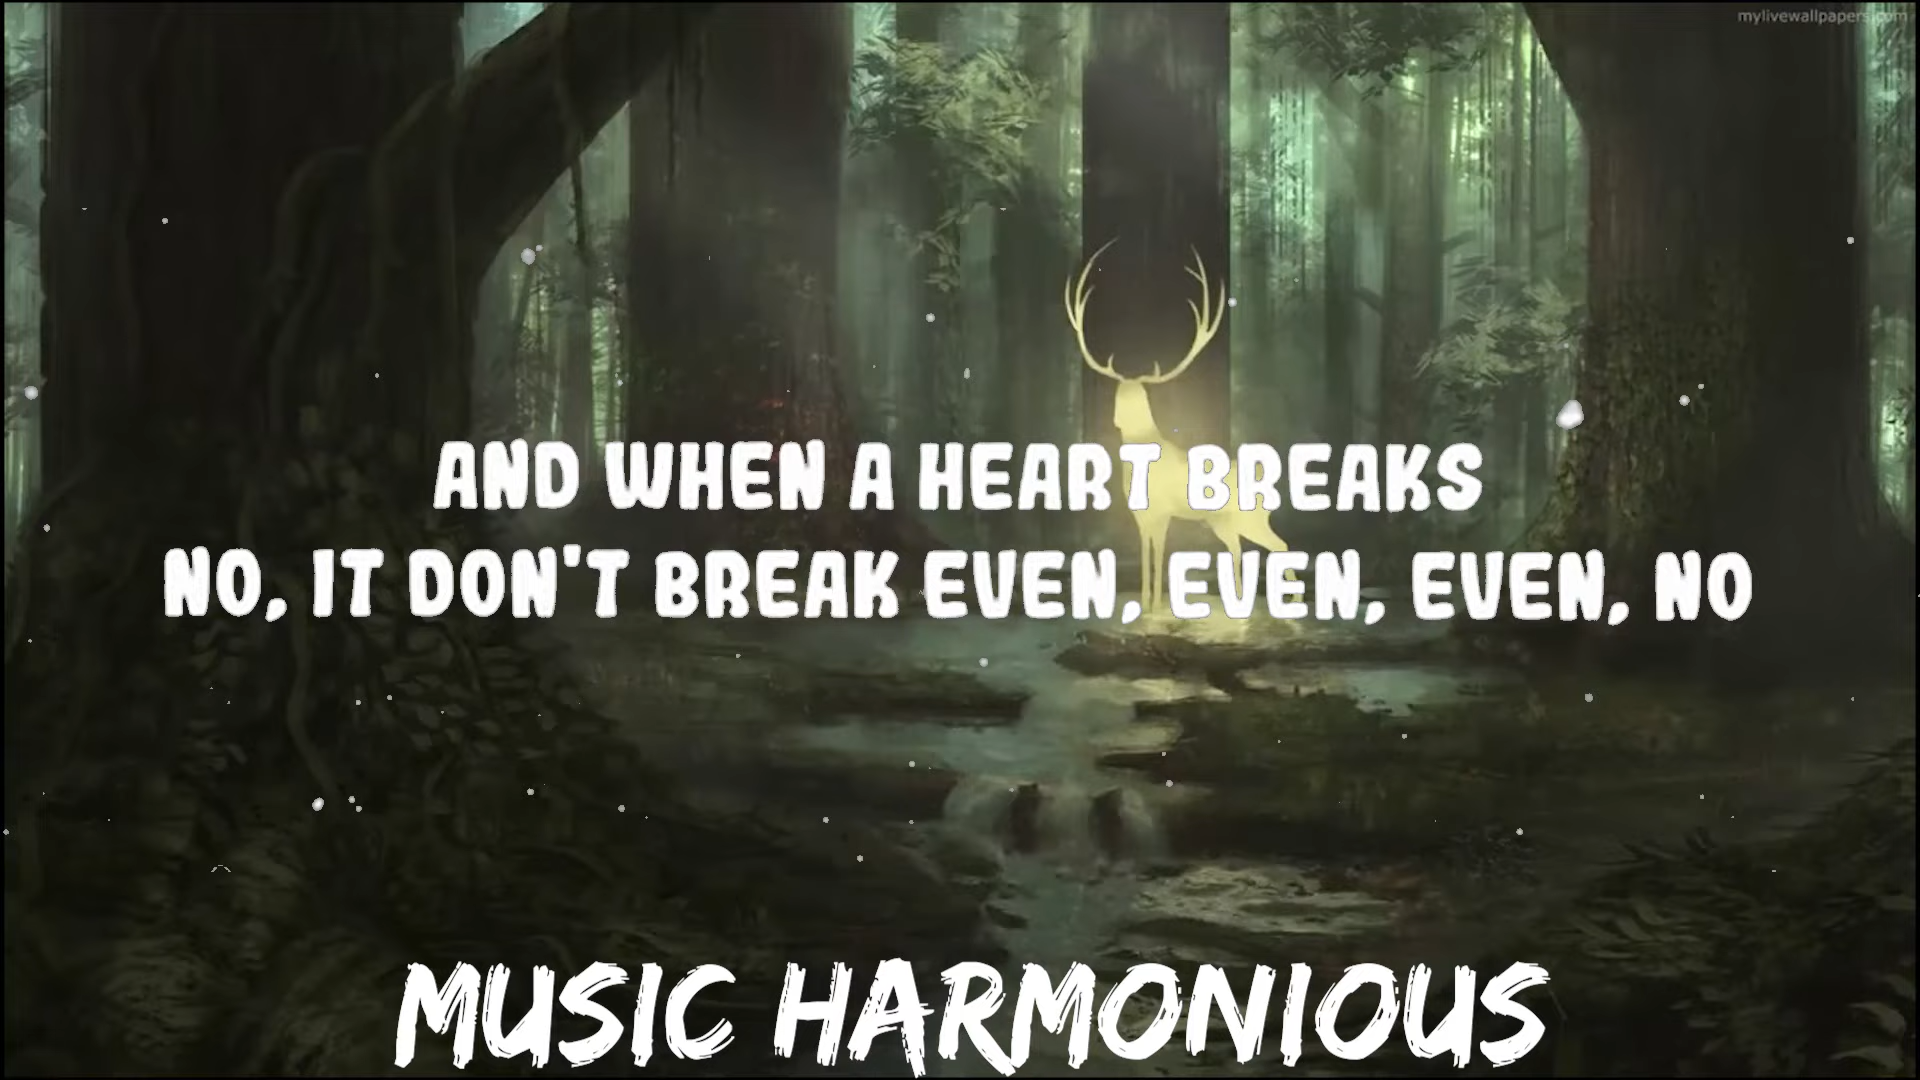 mylivewallpapers.com
AND WHEN A HEART BREAKS
NO, IT DON'T BREAK EVEN, EVEN, EVEN, NO
MUSIC HARMONIOUS